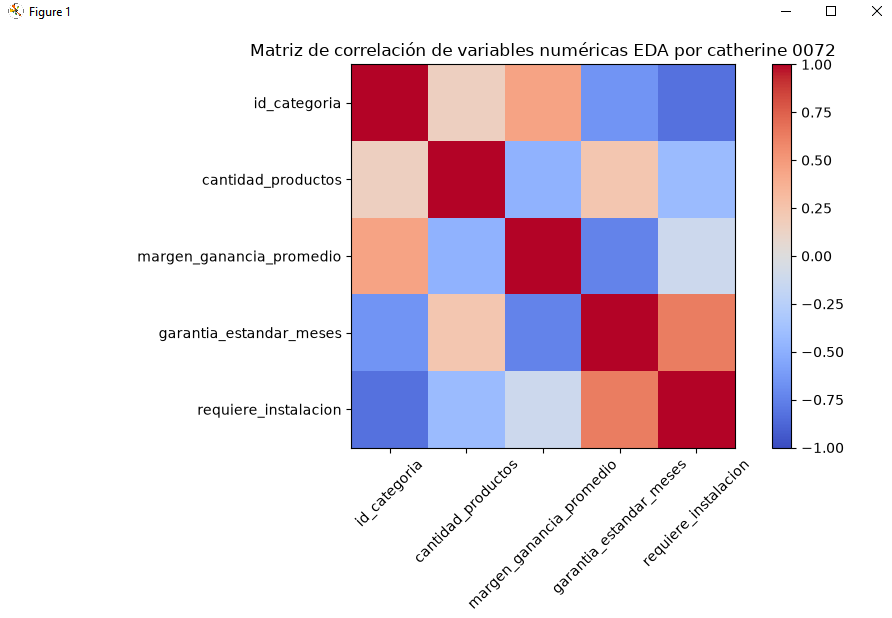 Figure 1
Matriz de correlación de variables numéricas EDA por catherine 0072
id_categoria
cantidad_productos
margen_ganancia_promedio
garantia_estandar_meses
requiere_instalacion
id_categoria
cantidad_productos
margen_ganancia_promedio
garantia_estandar_meses
requiere_instalacion
1.00
0.75
0.50
0.25
0.00
−0.25
−0.50
−0.75
−1.00